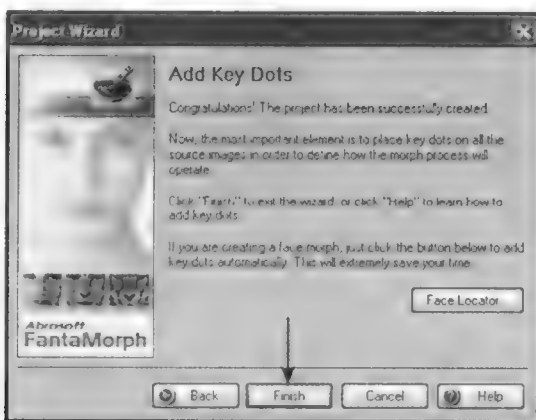 Project Wizard
Add Key Dots
Congratulations! The project has been successfully created.
Now, the most important element is to place key dots on all the
source images in order to define how the morph process will
operate.
Click "Finish" to exit the wizard, or click "Help" to learn how to
add key dots.
If you are creating a face morph, just click the button below to add
key dots automatically. This will extremely save your time.
Face Locator...
Abrosoft
FantaMorph
Back
Finish
Cancel
Help